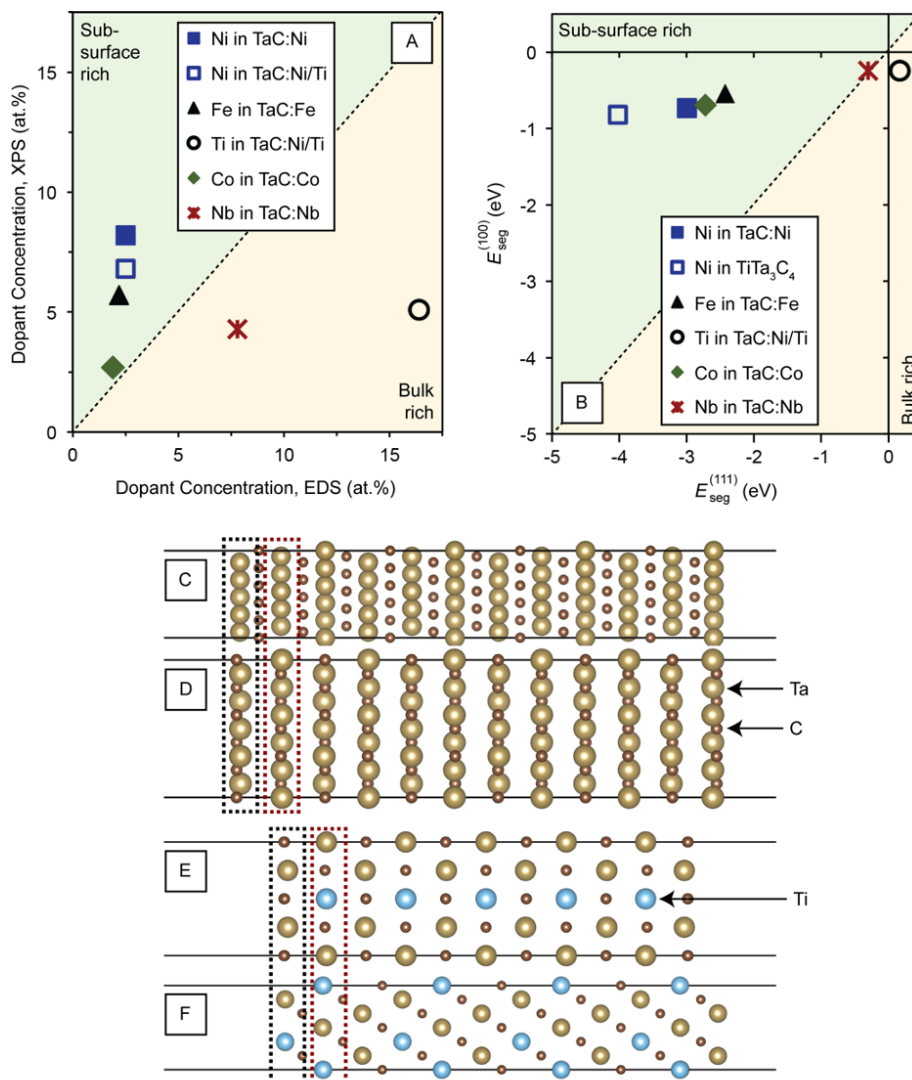 Sub-
surface
rich
A
Ni in TaC:Ni
Ni in TaC:Ni/Ti
Fe in TaC:Fe
Ti in TaC:Ni/Ti
Co in TaC:Co
Nb in TaC:Nb
Bulk
rich
15
10
5
0
0 5 10 15
Dopant Concentration, XPS (at.%)
Dopant Concentration, EDS (at.%)
Sub-surface rich
0
-1
-2
-3
-4
-5
-5 -4 -3 -2 -1 0
Ni in TaC:Ni
Ni in TiTa₃C₄
Fe in TaC:Fe
Ti in TaC:Ni/Ti
Co in TaC:Co
Nb in TaC:Nb
B
Bulk rich
E_seg^(100) (eV)
E_seg^(111) (eV)
C
D
Ta
C
E
Ti
F